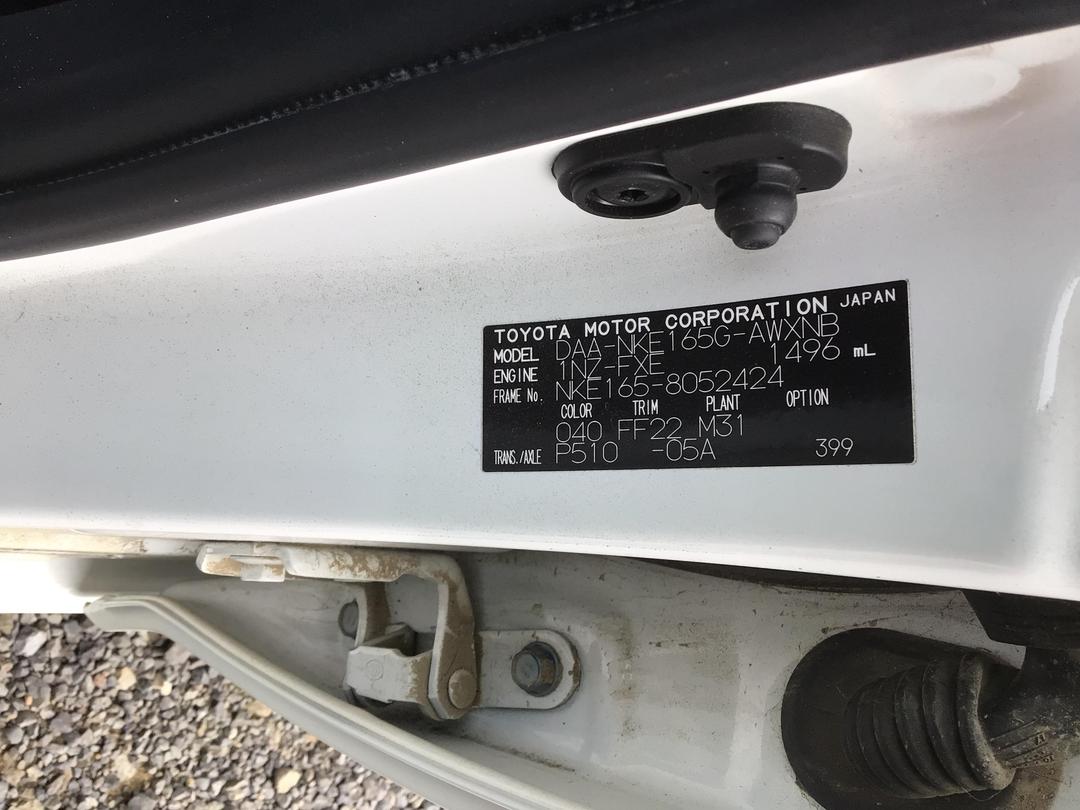 TOYOTA MOTOR CORPORATION JAPAN
MODEL DAA-NKE165G-AWXNB
ENGINE 1NZ-FXE 1496 mL
FRAME No. NKE165-8052424
COLOR TRIM PLANT OPTION
040 FF22 M31
TRANS./AXLE P510 -05A 399